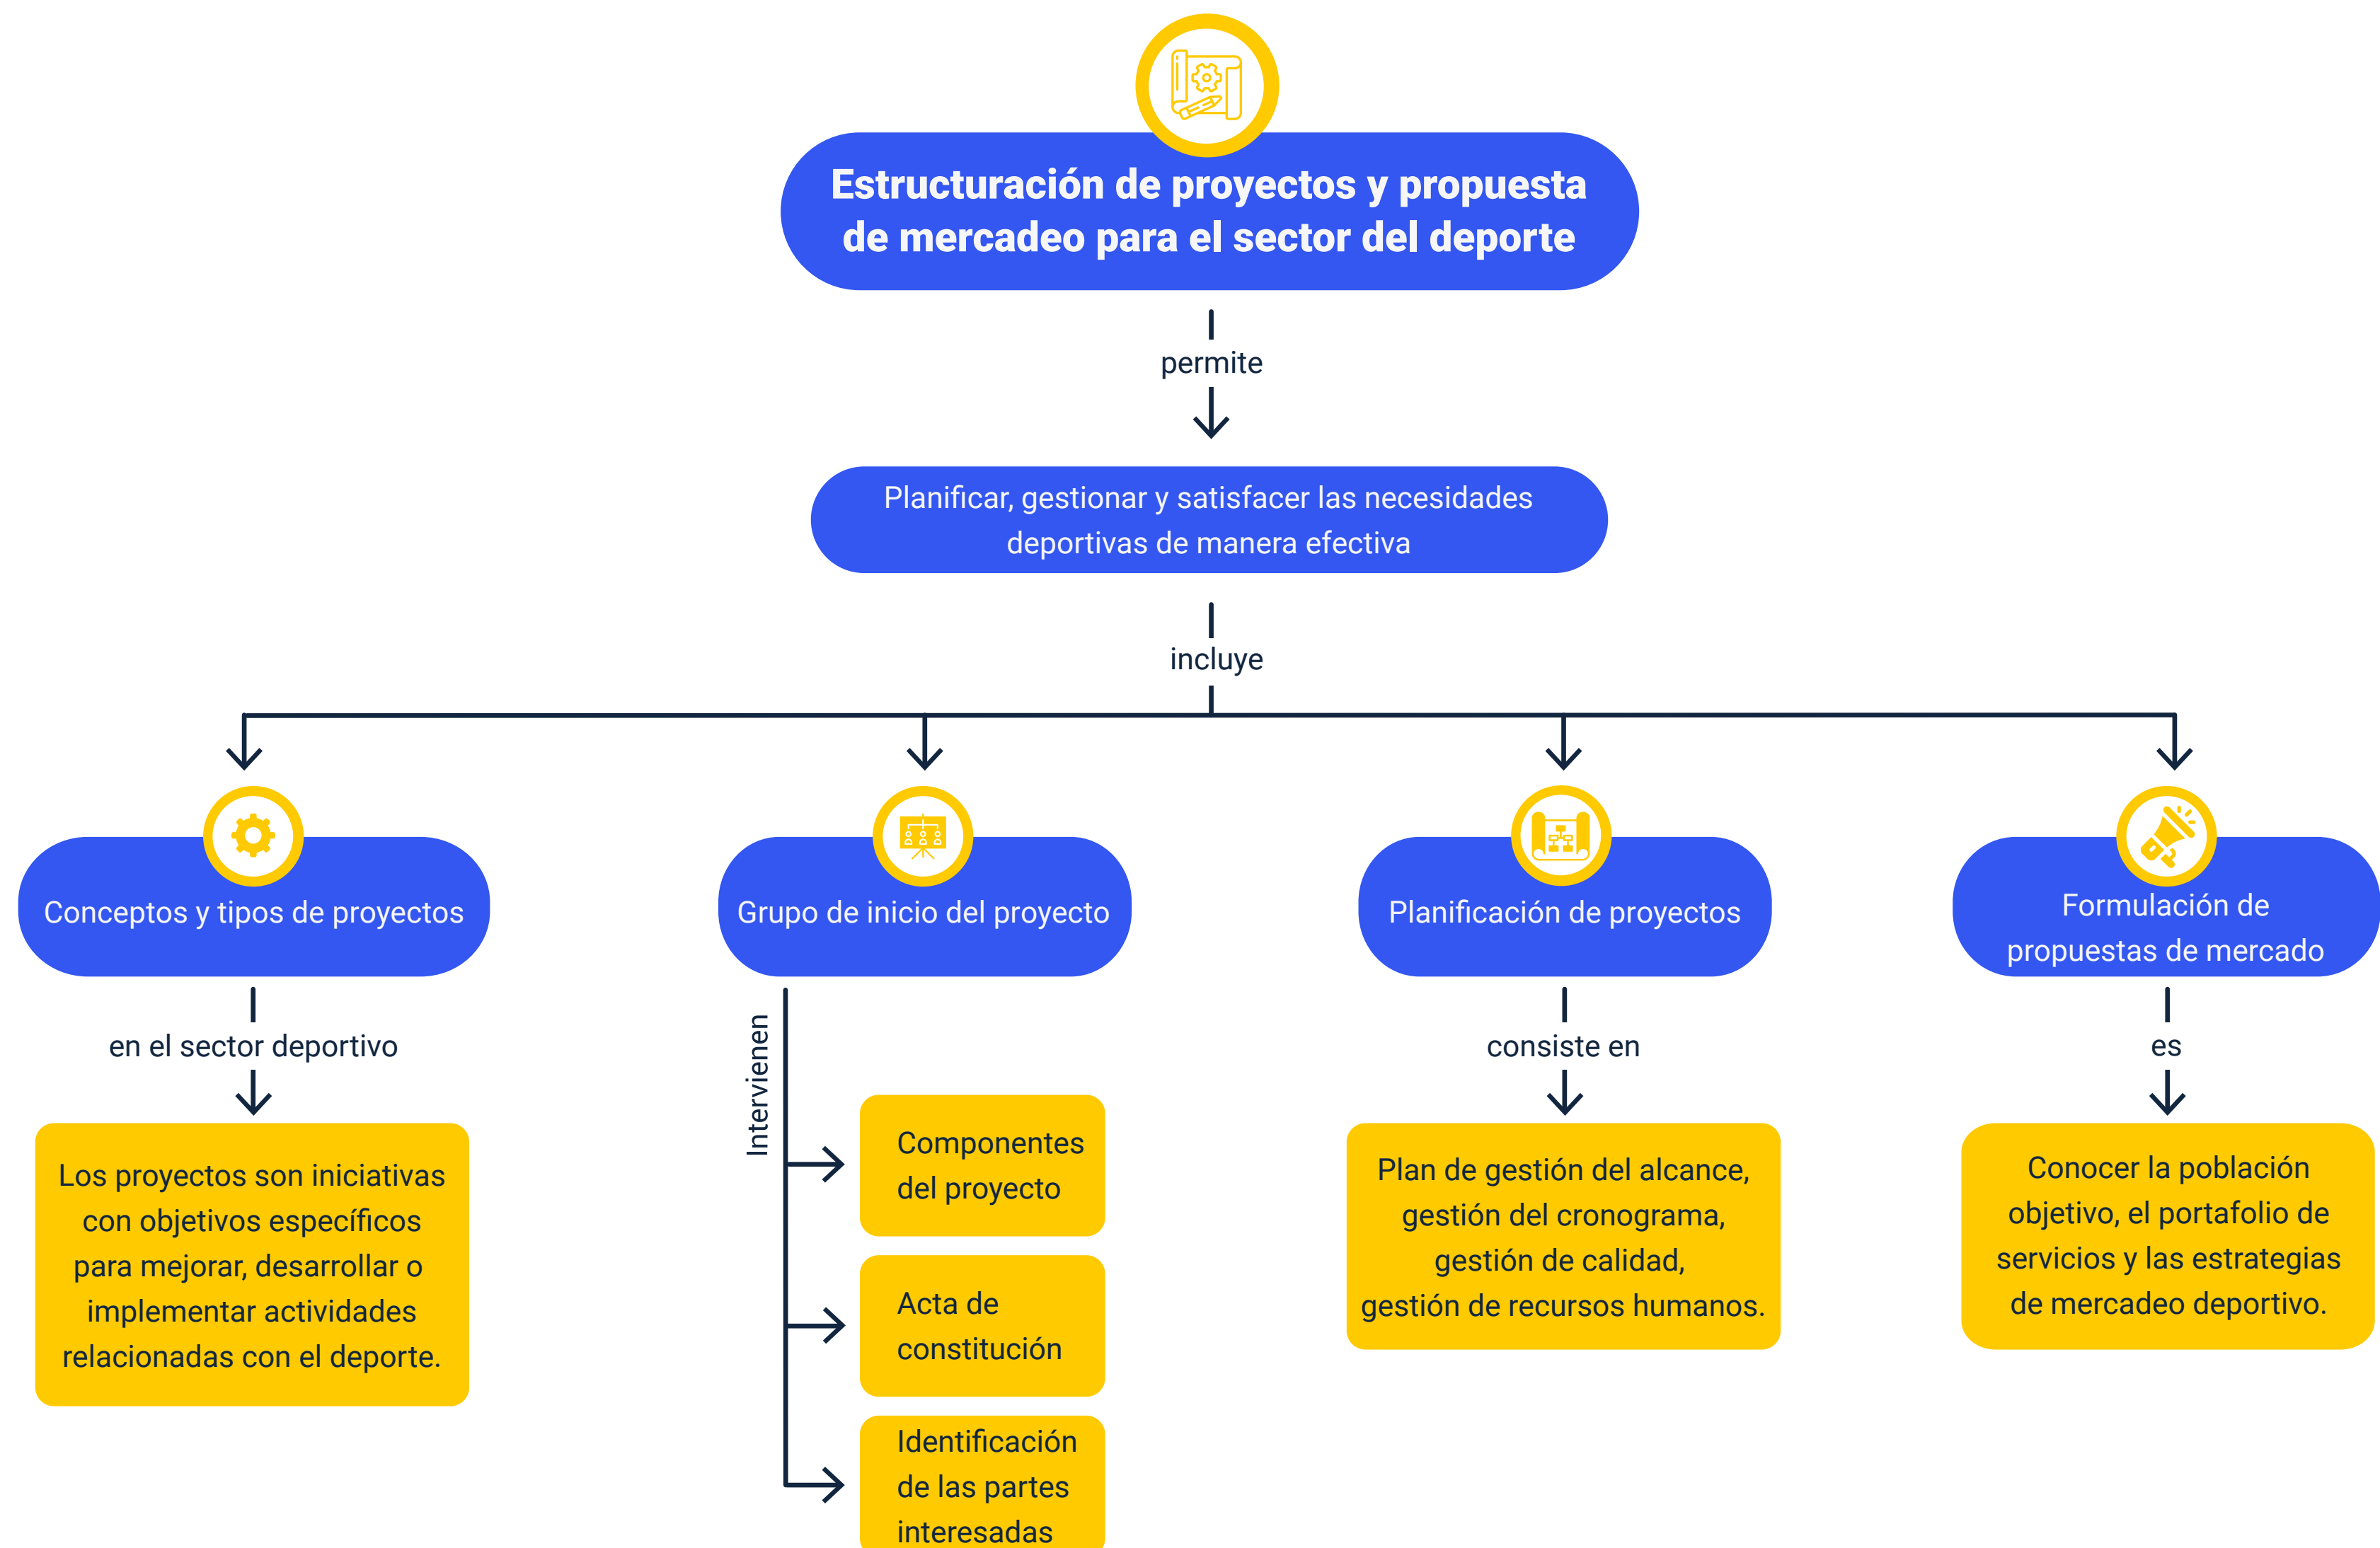 Estructuración de proyectos y propuesta
de mercadeo para el sector del deporte
permite
Planificar, gestionar y satisfacer las necesidades
deportivas de manera efectiva
incluye
Conceptos y tipos de proyectos
en el sector deportivo
Los proyectos son iniciativas
con objetivos específicos
para mejorar, desarrollar o
implementar actividades
relacionadas con el deporte.
Grupo de inicio del proyecto
Intervienen
Componentes
del proyecto
Acta de
constitución
Identificación
de las partes
interesadas
Planificación de proyectos
consiste en
Plan de gestión del alcance,
gestión del cronograma,
gestión de calidad,
gestión de recursos humanos.
Formulación de
propuestas de mercado
es
Conocer la población
objetivo, el portafolio de
servicios y las estrategias
de mercadeo deportivo.